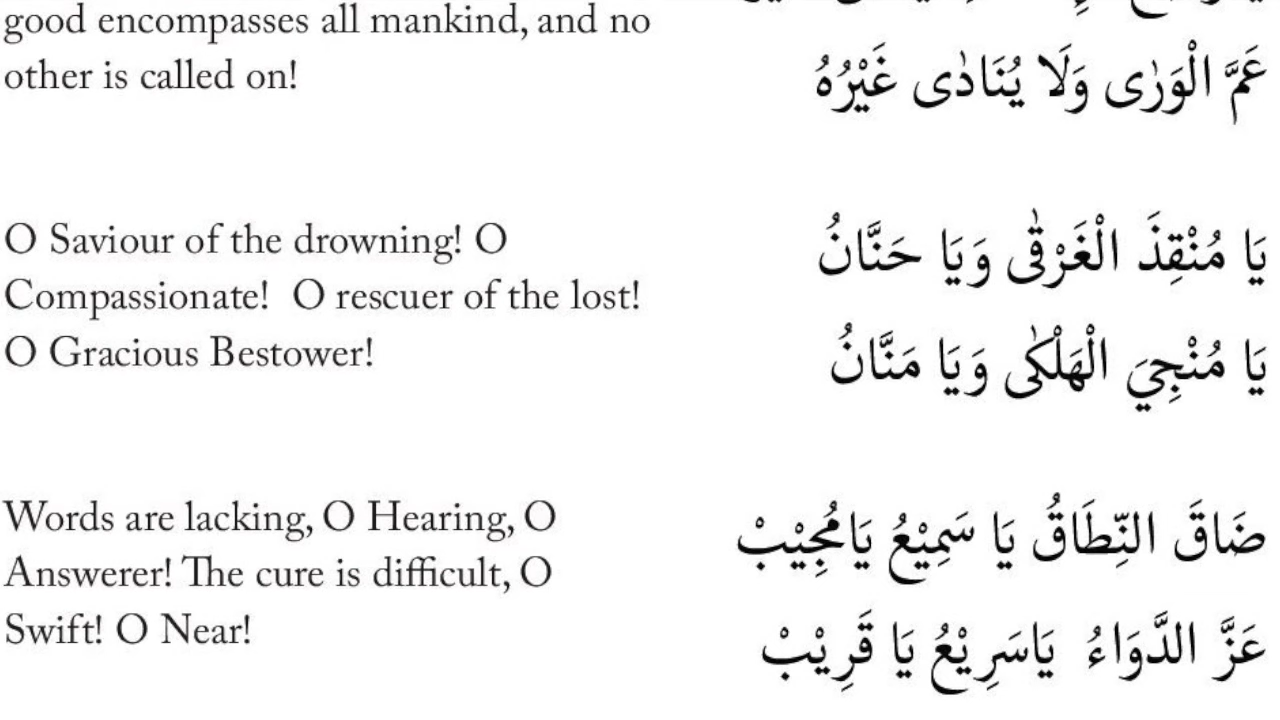 good encompasses all mankind, and no
other is called on!
عَمَّ الْوَرٰى وَلَا يُنَادٰى غَيْرُهُ
O Saviour of the drowning! O
Compassionate!  O rescuer of the lost!
O Gracious Bestower!
يَا مُنْقِذَ الْغَرْقٰى وَيَا حَنَّانُ
يَا مُنْجِيَ الْهَلْكٰى وَيَا مَنَّانُ
Words are lacking, O Hearing, O
Answerer! The cure is difficult, O
Swift! O Near!
ضَاقَ النِّطَاقُ يَا سَمِيْعُ يَامُجِيْبْ
عَزَّ الدَّوَاءُ يَاسَرِيْعُ يَا قَرِيْبْ